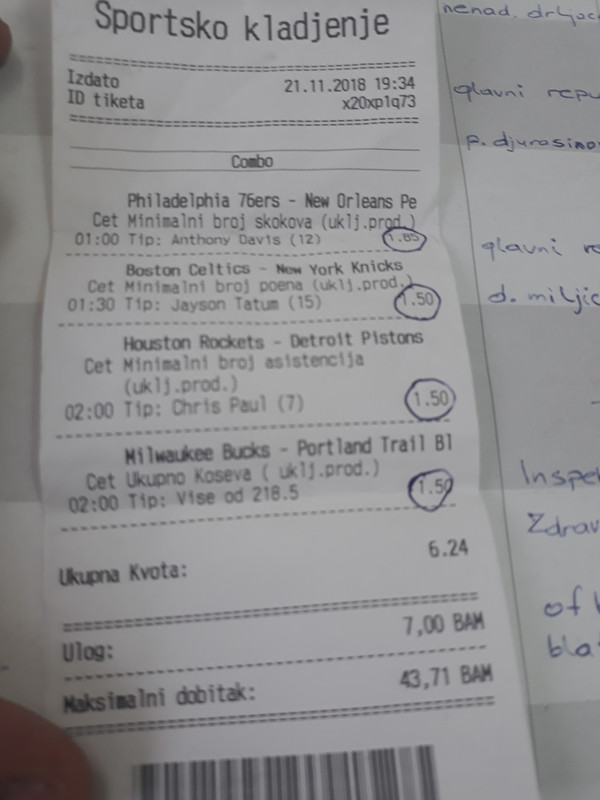 Sportsko kladjenje
Izdato 21.11.2018 19:34
ID tiketa x20xp1q73
Combo
Philadelphia 76ers - New Orleans Pe
Cet Minimalni broj skokova (uklj.prod.)
01:00 Tip: Anthony Davis (12) 1.85
Boston Celtics - New York Knicks
Cet Minimalni broj poena (uklj.prod.)
01:30 Tip: Jayson Tatum (15) 1.50
Houston Rockets - Detroit Pistons
Cet Minimalni broj asistencija
(uklj.prod.)
02:00 Tip: Chris Paul (7) 1.50
Milwaukee Bucks - Portland Trail Bl
Cet Ukupno Koseva ( uklj.prod.)
02:00 Tip: Vise od 218.5 1.50
Ukupna Kvota: 6.24
Ulog: 7,00 BAM
Maksimalni dobitak: 43,71 BAM
nenad.
glavni
p. djurasino
glavni
d. miljic
Inspe
Zdrav
of
bla